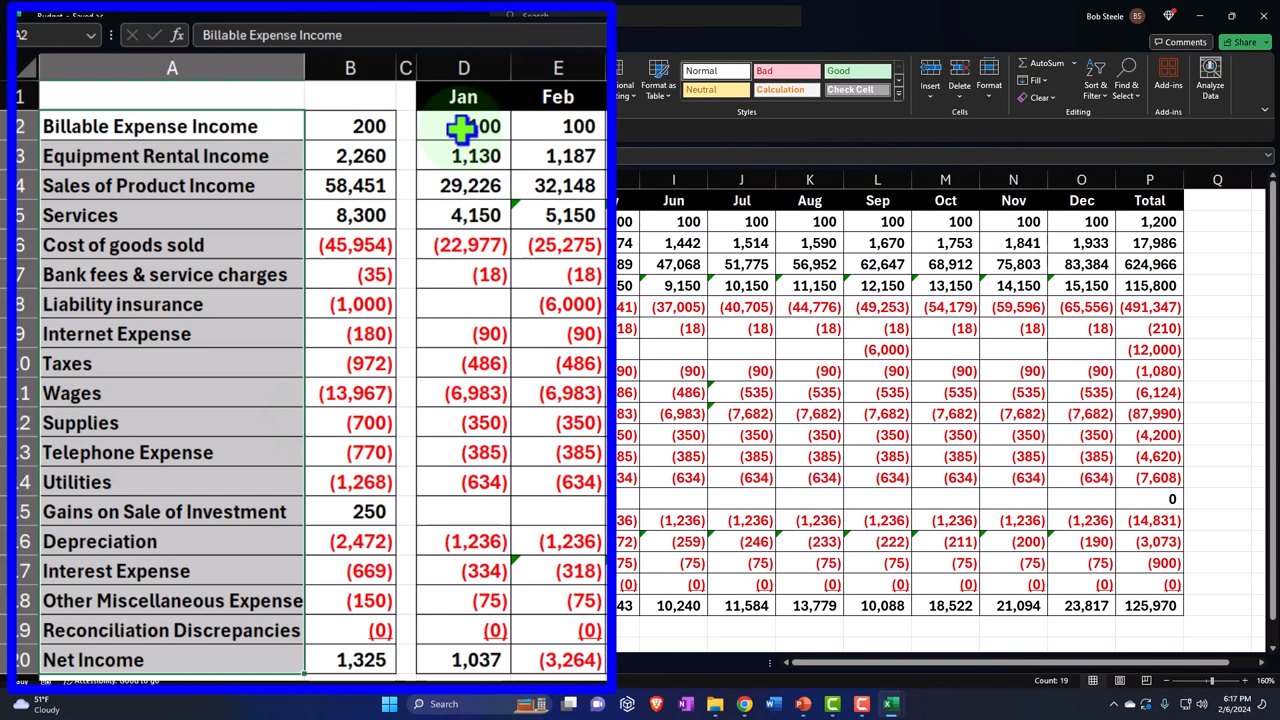 Budget - Saved
Search
Bob Steele BS
A2 Billable Expense Income
Comments Share
Format as Table
Normal Bad Good
Neutral Calculation Check Cell
Styles
Insert Delete Format
Cells
AutoSum
Fill
Clear
Sort & Filter
Find & Select
Editing
Add-ins
Add-ins
Analyze Data
A B C D E
1 Jan Feb
2 Billable Expense Income 200 100
3 Equipment Rental Income 2,260 1,130 1,187
4 Sales of Product Income 58,451 29,226 32,148
5 Services 8,300 4,150 5,150
6 Cost of goods sold (45,954) (22,977) (25,275)
7 Bank fees & service charges (35) (18) (18)
8 Liability insurance (1,000) (6,000)
9 Internet Expense (180) (90) (90)
10 Taxes (972) (486) (486)
11 Wages (13,967) (6,983) (6,983)
12 Supplies (700) (350) (350)
13 Telephone Expense (770) (385) (385)
14 Utilities (1,268) (634) (634)
15 Gains on Sale of Investment 250
16 Depreciation (2,472) (1,236) (1,236)
17 Interest Expense (669) (334) (318)
18 Other Miscellaneous Expense (150) (75) (75)
19 Reconciliation Discrepancies (0) (0) (0)
20 Net Income 1,325 1,037 (3,264)
I J K L M N O P Q
Jun Jul Aug Sep Oct Nov Dec Total
100 100 100 100 100 100 100 1,200
1,442 1,514 1,590 1,670 1,753 1,841 1,933 17,986
47,068 51,775 56,952 62,647 68,912 75,803 83,384 624,966
9,150 10,150 11,150 12,150 13,150 14,150 15,150 115,800
(37,005) (40,705) (44,776) (49,253) (54,179) (59,596) (65,556) (491,347)
(18) (18) (18) (18) (18) (18) (18) (210)
(6,000) (12,000)
(90) (90) (90) (90) (90) (90) (90) (1,080)
(486) (535) (535) (535) (535) (535) (535) (6,124)
(6,983) (7,682) (7,682) (7,682) (7,682) (7,682) (7,682) (87,990)
(350) (350) (350) (350) (350) (350) (350) (4,200)
(385) (385) (385) (385) (385) (385) (385) (4,620)
(634) (634) (634) (634) (634) (634) (634) (7,608)
0
(1,236) (1,236) (1,236) (1,236) (1,236) (1,236) (1,236) (14,831)
(259) (246) (233) (222) (211) (200) (190) (3,073)
(75) (75) (75) (75) (75) (75) (75) (900)
(0) (0) (0) (0) (0) (0) (0) (0)
10,240 11,584 13,779 10,088 18,522 21,094 23,817 125,970
Accessibility: Good to go
Count: 19
160%
51°F
Cloudy
Search
6:17 PM
2/6/2024